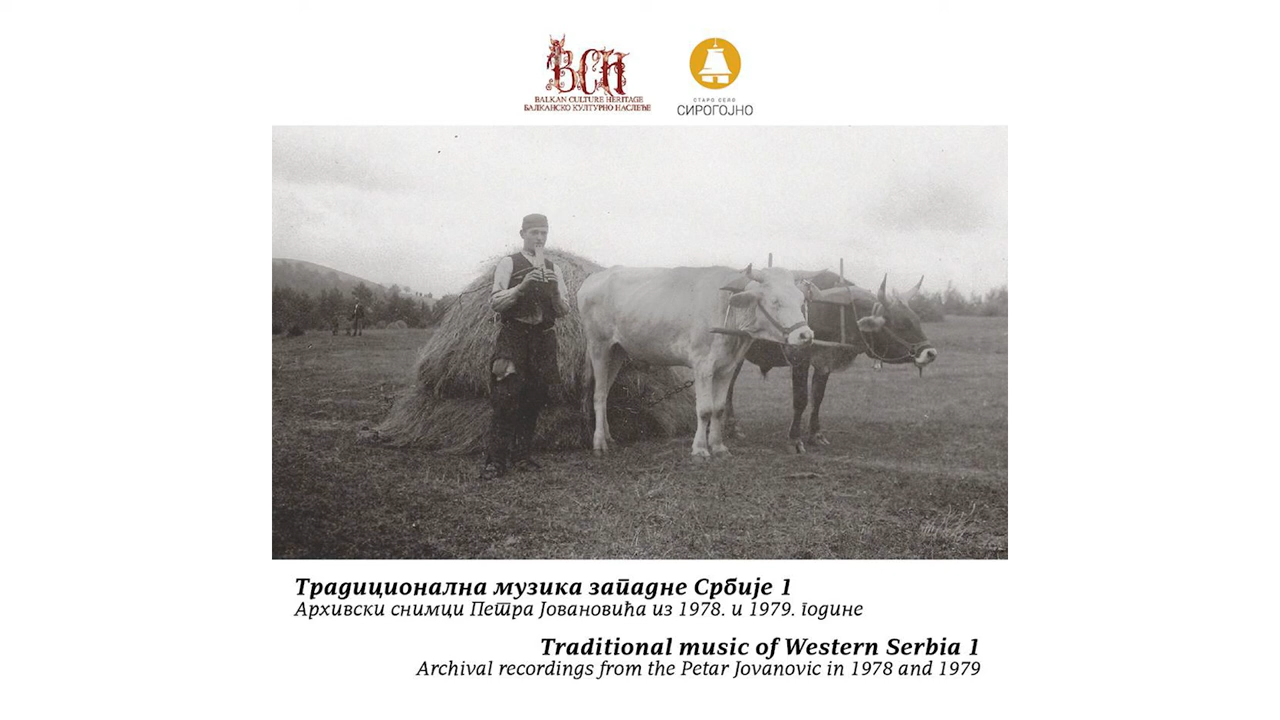 BCH
BALKAN CULTURE HERITAGE
БАЛКАНСКО КУЛТУРНО НАСЛЕЂЕ
СТАРО СЕЛО
СИРОГОЈНО
Традиционална музика западне Србије 1
Архивски снимци Петра Јовановића из 1978. и 1979. године
Traditional music of Western Serbia 1
Archival recordings from the Petar Jovanovic in 1978 and 1979